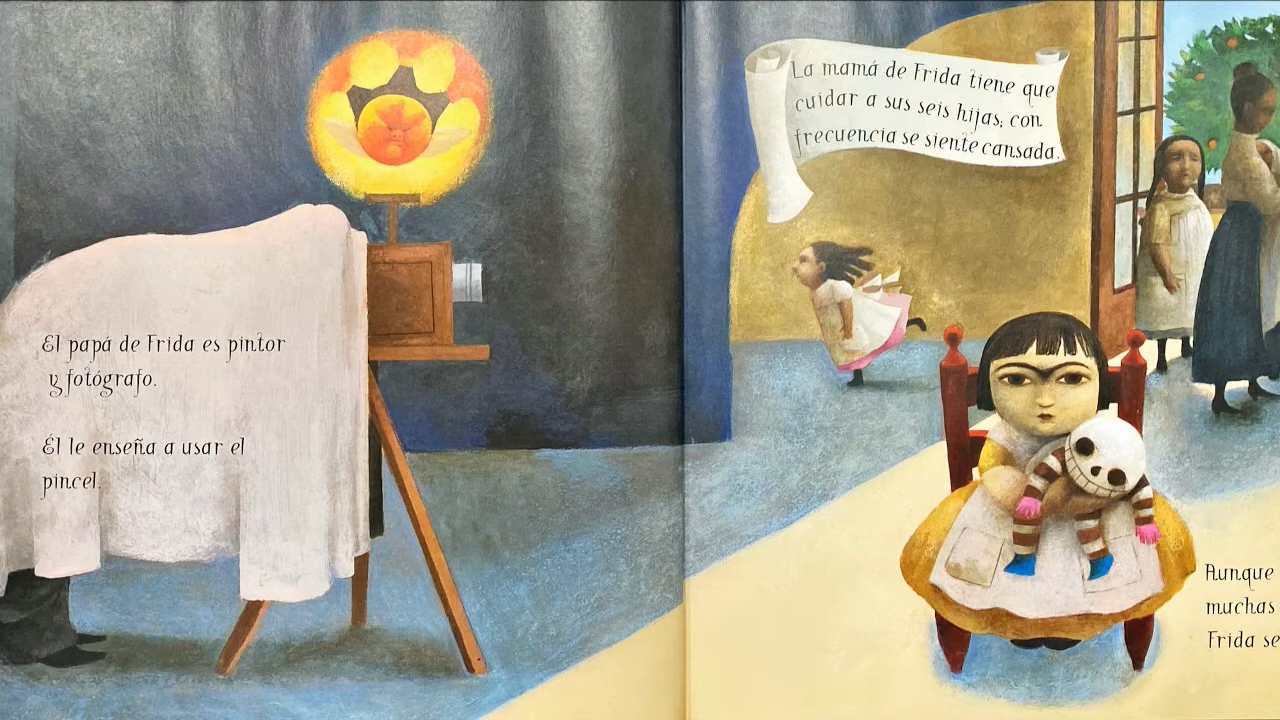 El papá de Frida es pintor
y fotógrafo.
Él le enseña a usar el
pincel.
La mamá de Frida tiene que
cuidar a sus seis hijas; con
frecuencia se siente cansada.
Aunque
muchas
Frida se